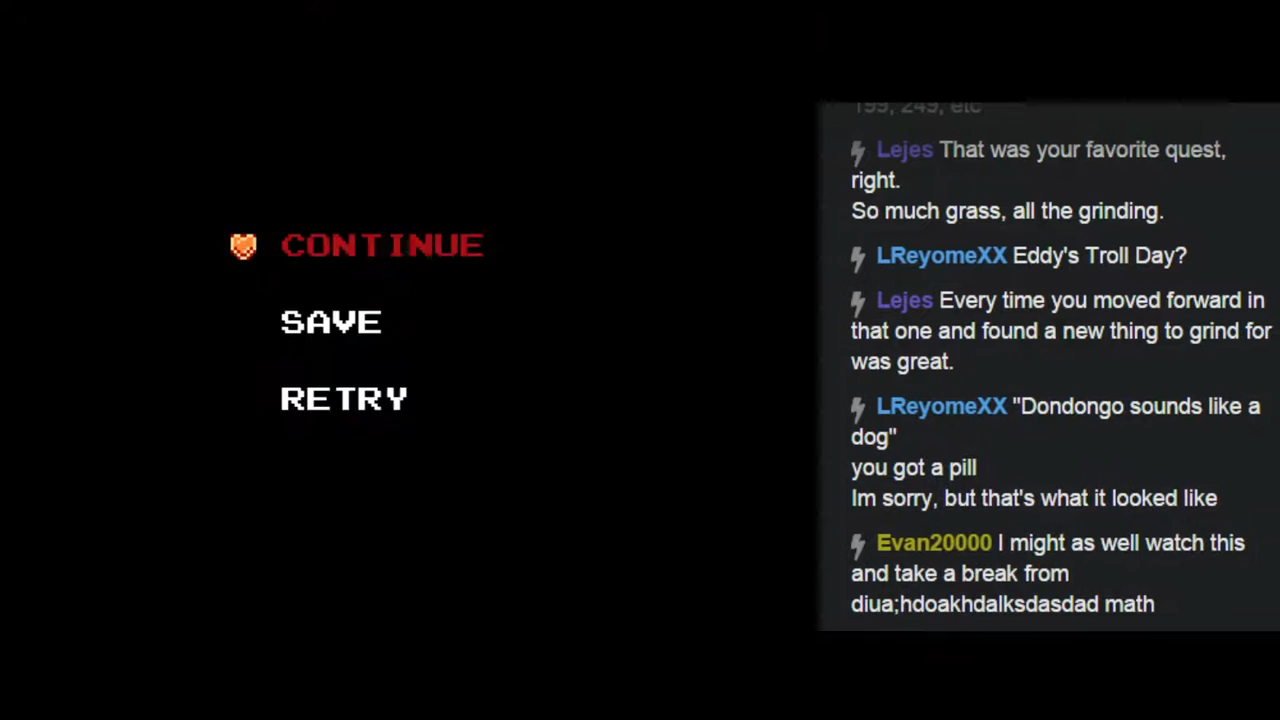 CONTINUE
SAVE
RETRY
199, 249, etc
Lejes That was your favorite quest,
right.
So much grass, all the grinding.
LReyomeXX Eddy's Troll Day?
Lejes Every time you moved forward in
that one and found a new thing to grind for
was great.
LReyomeXX "Dondongo sounds like a
dog"
you got a pill
Im sorry, but that's what it looked like
Evan20000 I might as well watch this
and take a break from
diua;hdoakhdalksdasdad math